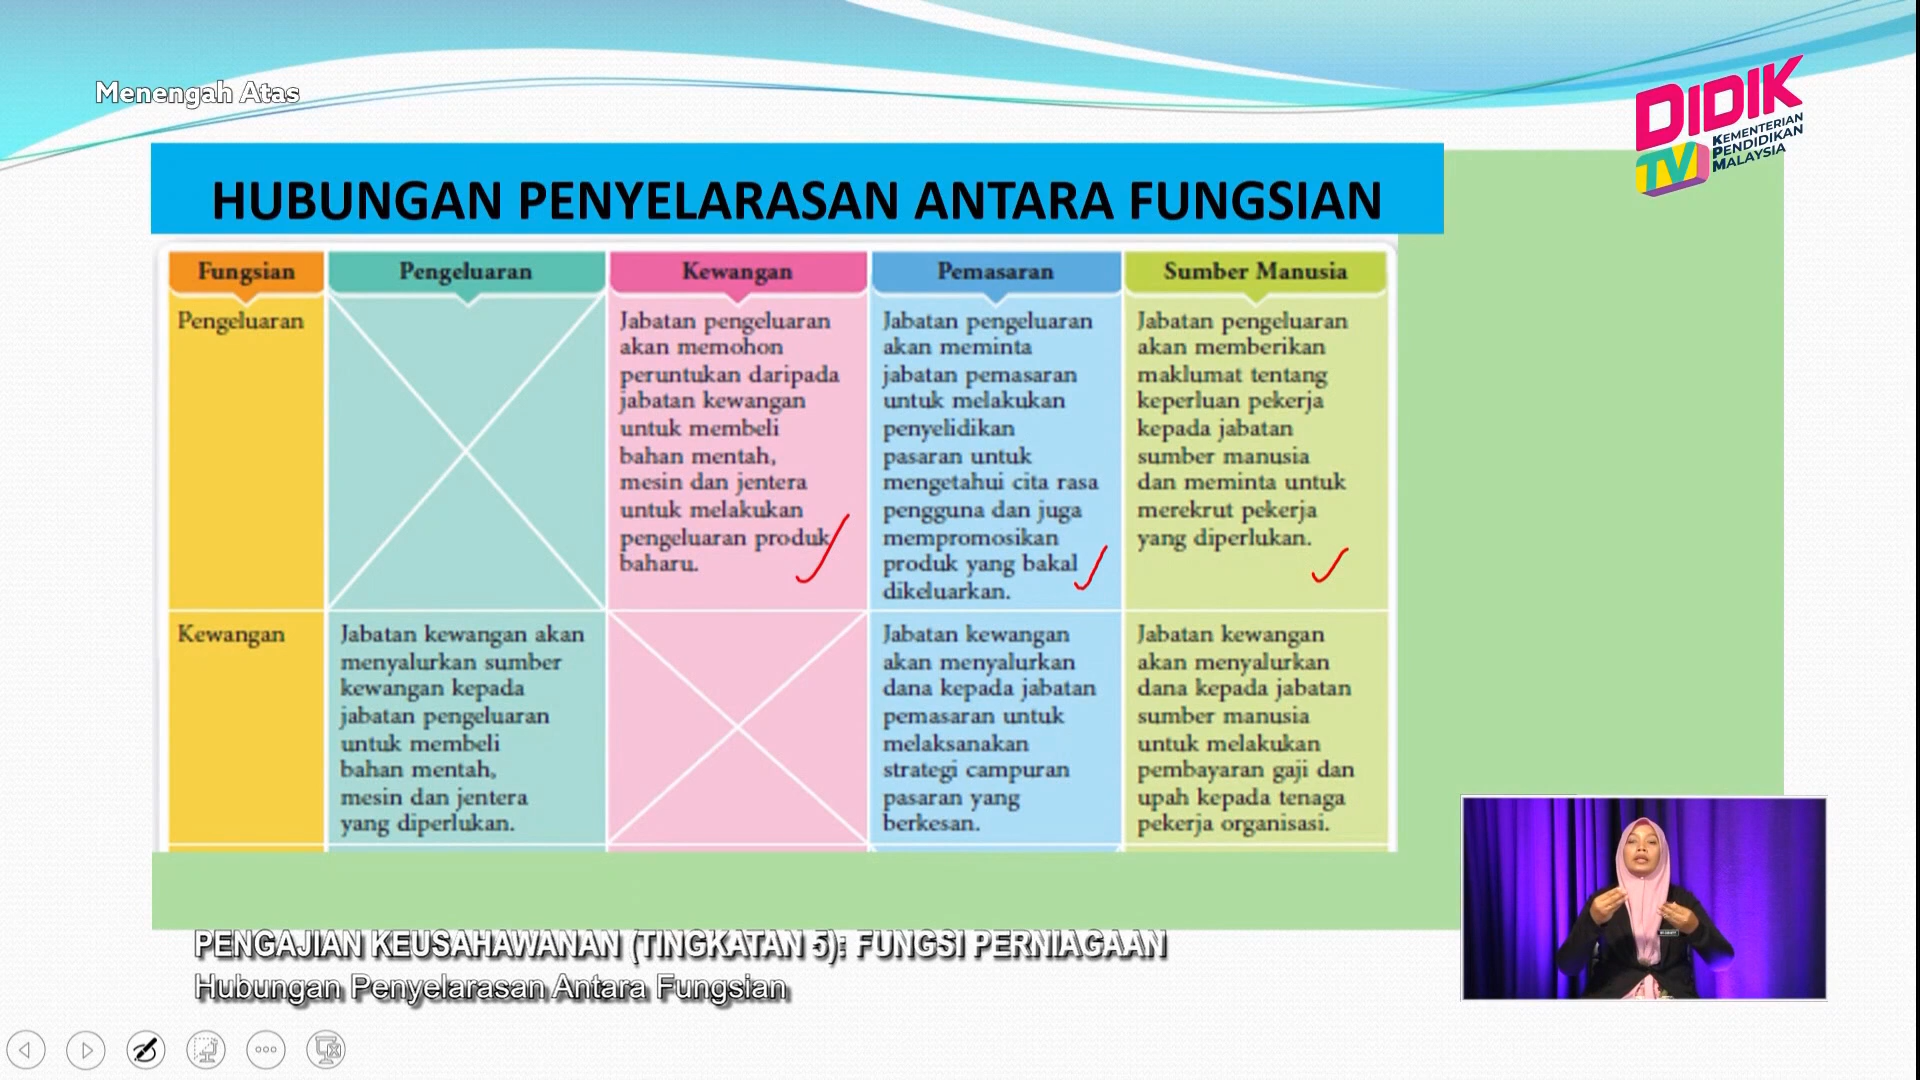 Menengah Atas
DIDIK
TV
KEMENTERIAN
PENDIDIKAN
MALAYSIA
HUBUNGAN PENYELARASAN ANTARA FUNGSIAN
Fungsian
Pengeluaran
Kewangan
Pemasaran
Sumber Manusia
Pengeluaran
Jabatan pengeluaran
akan memohon
peruntukan daripada
jabatan kewangan
untuk membeli
bahan mentah,
mesin dan jentera
untuk melakukan
pengeluaran produk
baharu.
Jabatan pengeluaran
akan meminta
jabatan pemasaran
untuk melakukan
penyelidikan
pasaran untuk
mengetahui cita rasa
pengguna dan juga
mempromosikan
produk yang bakal
dikeluarkan.
Jabatan pengeluaran
akan memberikan
maklumat tentang
keperluan pekerja
kepada jabatan
sumber manusia
dan meminta untuk
merekrut pekerja
yang diperlukan.
Kewangan
Jabatan kewangan akan
menyalurkan sumber
kewangan kepada
jabatan pengeluaran
untuk membeli
bahan mentah,
mesin dan jentera
yang diperlukan.
Jabatan kewangan
akan menyalurkan
dana kepada jabatan
pemasaran untuk
melaksanakan
strategi campuran
pasaran yang
berkesan.
Jabatan kewangan
akan menyalurkan
dana kepada jabatan
sumber manusia
untuk melakukan
pembayaran gaji dan
upah kepada tenaga
pekerja organisasi.
PENGAJIAN KEUSAHAWANAN (TINGKATAN 5): FUNGSI PERNIAGAAN
Hubungan Penyelarasan Antara Fungsian